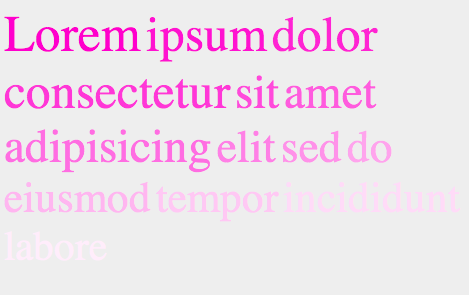 Lorem ipsum dolor
consectetur sit amet
adipisicing elit sed do
eiusmod tempor incididunt
labore